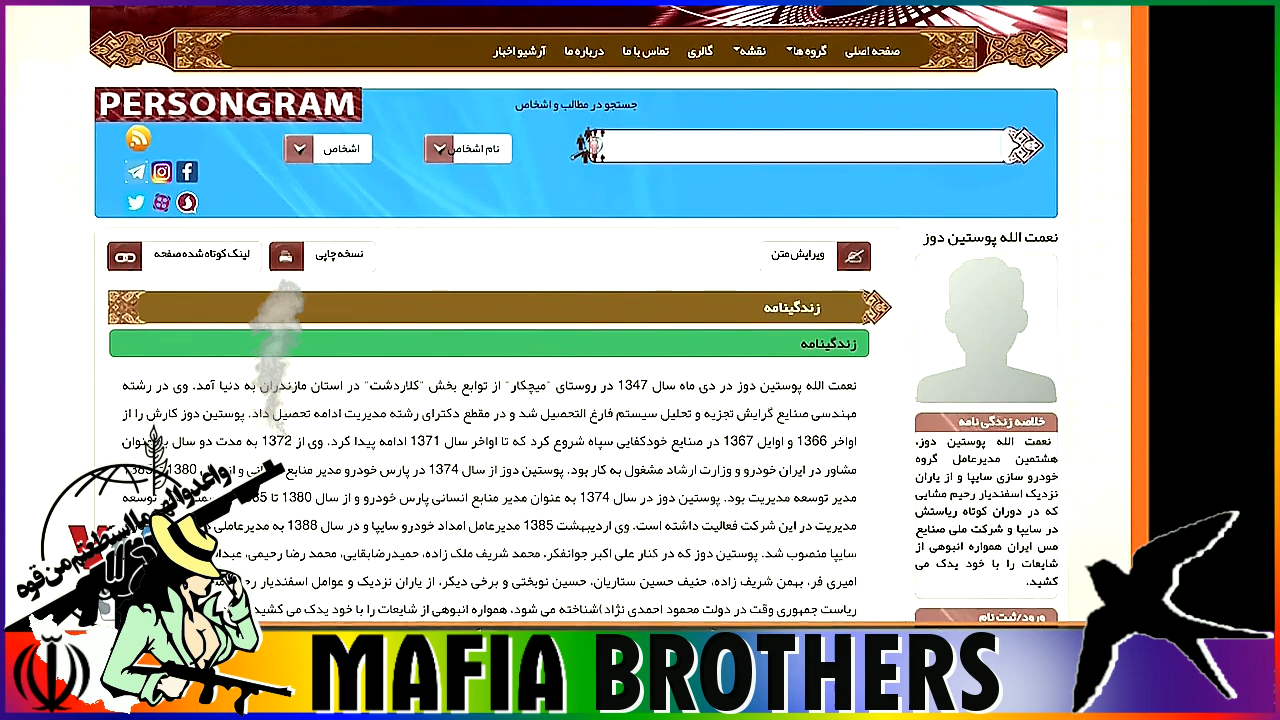 صفحه اصلی گروه ها نقشه گالری تماس با ما درباره ما آرشیو اخبار
PERSONGRAM
جستجو در مطالب و اشخاص
نام اشخاص
اشخاص
نعمت الله پوستین دوز
ویرایش متن
نسخه چاپی
لینک کوتاه شده صفحه
زندگینامه
زندگینامه
نعمت الله پوستین دوز در دی ماه سال 1347 در روستای "میچکار" از توابع بخش "کلاردشت" در استان مازندران به دنیا آمد. وی در رشته
مهندسی صنایع گرایش تجزیه و تحلیل سیستم فارغ التحصیل شد و در مقطع دکترای رشته مدیریت ادامه تحصیل داد. پوستین دوز کارش را از
اواخر 1366 و اوایل 1367 در صنایع خودکفایی سپاه شروع کرد که تا اواخر سال 1371 ادامه پیدا کرد. وی از 1372 به مدت دو سال به عنوان
مشاور در ایران خودرو و وزارت ارشاد مشغول به کار بود. پوستین دوز از سال 1374 در پارس خودرو مدیر منابع 1380
مدیر توسعه مدیریت بود. پوستین دوز در سال 1374 به عنوان مدیر منابع انسانی پارس خودرو و از سال 1380 تا توسعه
مدیریت در این شرکت فعالیت داشته است. وی اردیبهشت 1385 مدیرعامل امداد خودرو سایپا و در سال 1388 به مدیرعاملی
سایپا منصوب شد. پوستین دوز که در کنار علی اکبر جوانفکر، محمد شریف ملک زاده، حمیدرضابقایی، محمد رضا رحیمی،
امیری فر، بهمن شریف زاده، حنیف حسین ستاریان، حسین نوبختی و برخی دیگر، از یاران نزدیک و عوامل اسفندیار
ریاست جمهوری وقت در دولت محمود احمدی نژاد)شناخته می شود، همواره انبوهی از شایعات را با خود یدک می کشید
خلاصه زندگی نامه
نعمت الله پوستین دوز،
هشتمین مدیرعامل گروه
خودرو سازی سایپا و از یاران
نزدیک اسفندیار رحیم مشایی
که در دوران کوتاه ریاستش
در سایپا و شرکت ملی صنایع
مس ایران همواره انبوهی از
شایعات را با خود یدک می
کشید.
ورود/ثبت نام
واعدوا لهم ما استطعتم من قوه
MAFIA BROTHERS